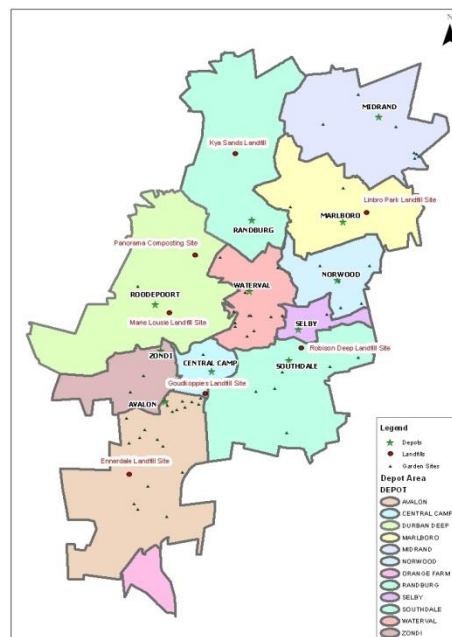 N
MIDRAND
Kya Sands Landfill
Linbro Park Landfill Site
MARLBORO
RANDBURG
Panorama Composting Site
NORWOOD
WATERVAL
ROODEPOORT
Marie Lousie Landfill Site
SELBY
Robison Deep Landfill Site
ZONDI
CENTRAL CAMP
SOUTHDALE
Goudkoppies Landfill Site
AVALON
Ennerdale Landfill Site
Legend
Depots
Landfills
Garden Sites
Depot Area
DEPOT
AVALON
CENTRAL CAMP
DURBAN DEEP
MARLBORO
MIDRAND
NORWOOD
ORANGE FARM
RANDBURG
SELBY
SOUTHDALE
WATERVAL
ZONDI